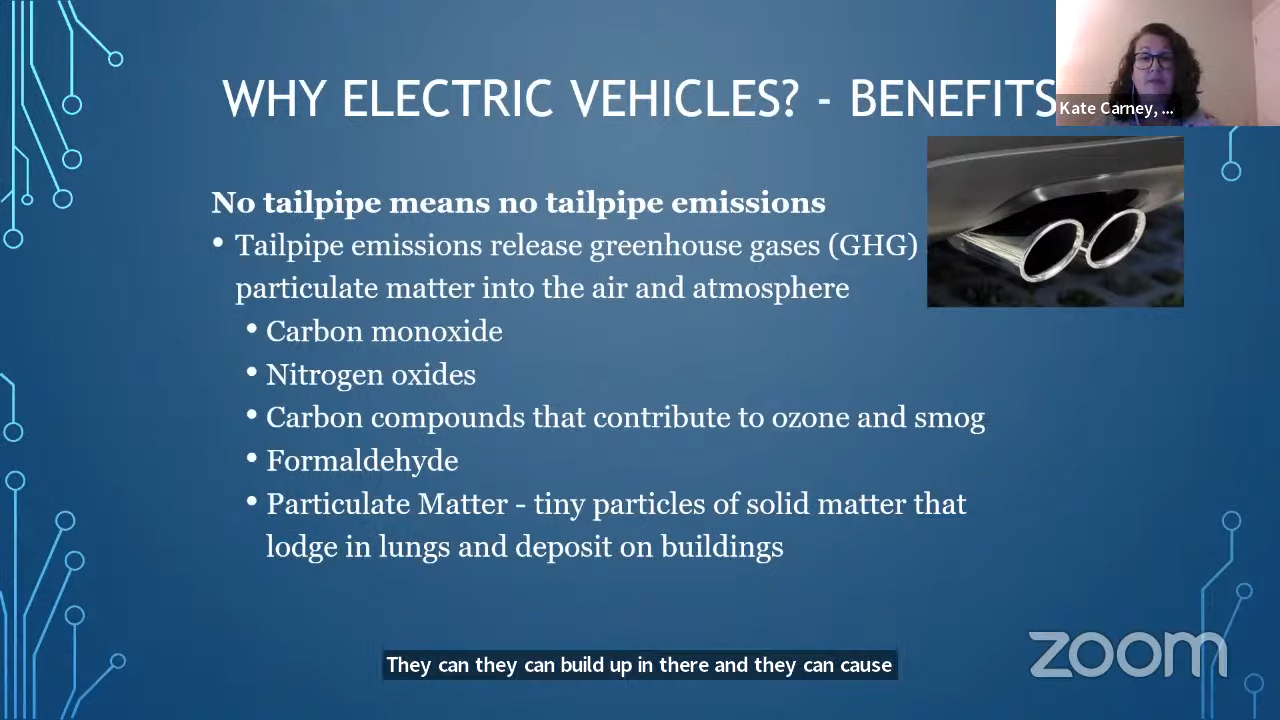 WHY ELECTRIC VEHICLES? - BENEFITS
Kate Carney, ...
No tailpipe means no tailpipe emissions
• Tailpipe emissions release greenhouse gases (GHG)
particulate matter into the air and atmosphere
• Carbon monoxide
• Nitrogen oxides
• Carbon compounds that contribute to ozone and smog
• Formaldehyde
• Particulate Matter - tiny particles of solid matter that
lodge in lungs and deposit on buildings
They can they can build up in there and they can cause
zoom